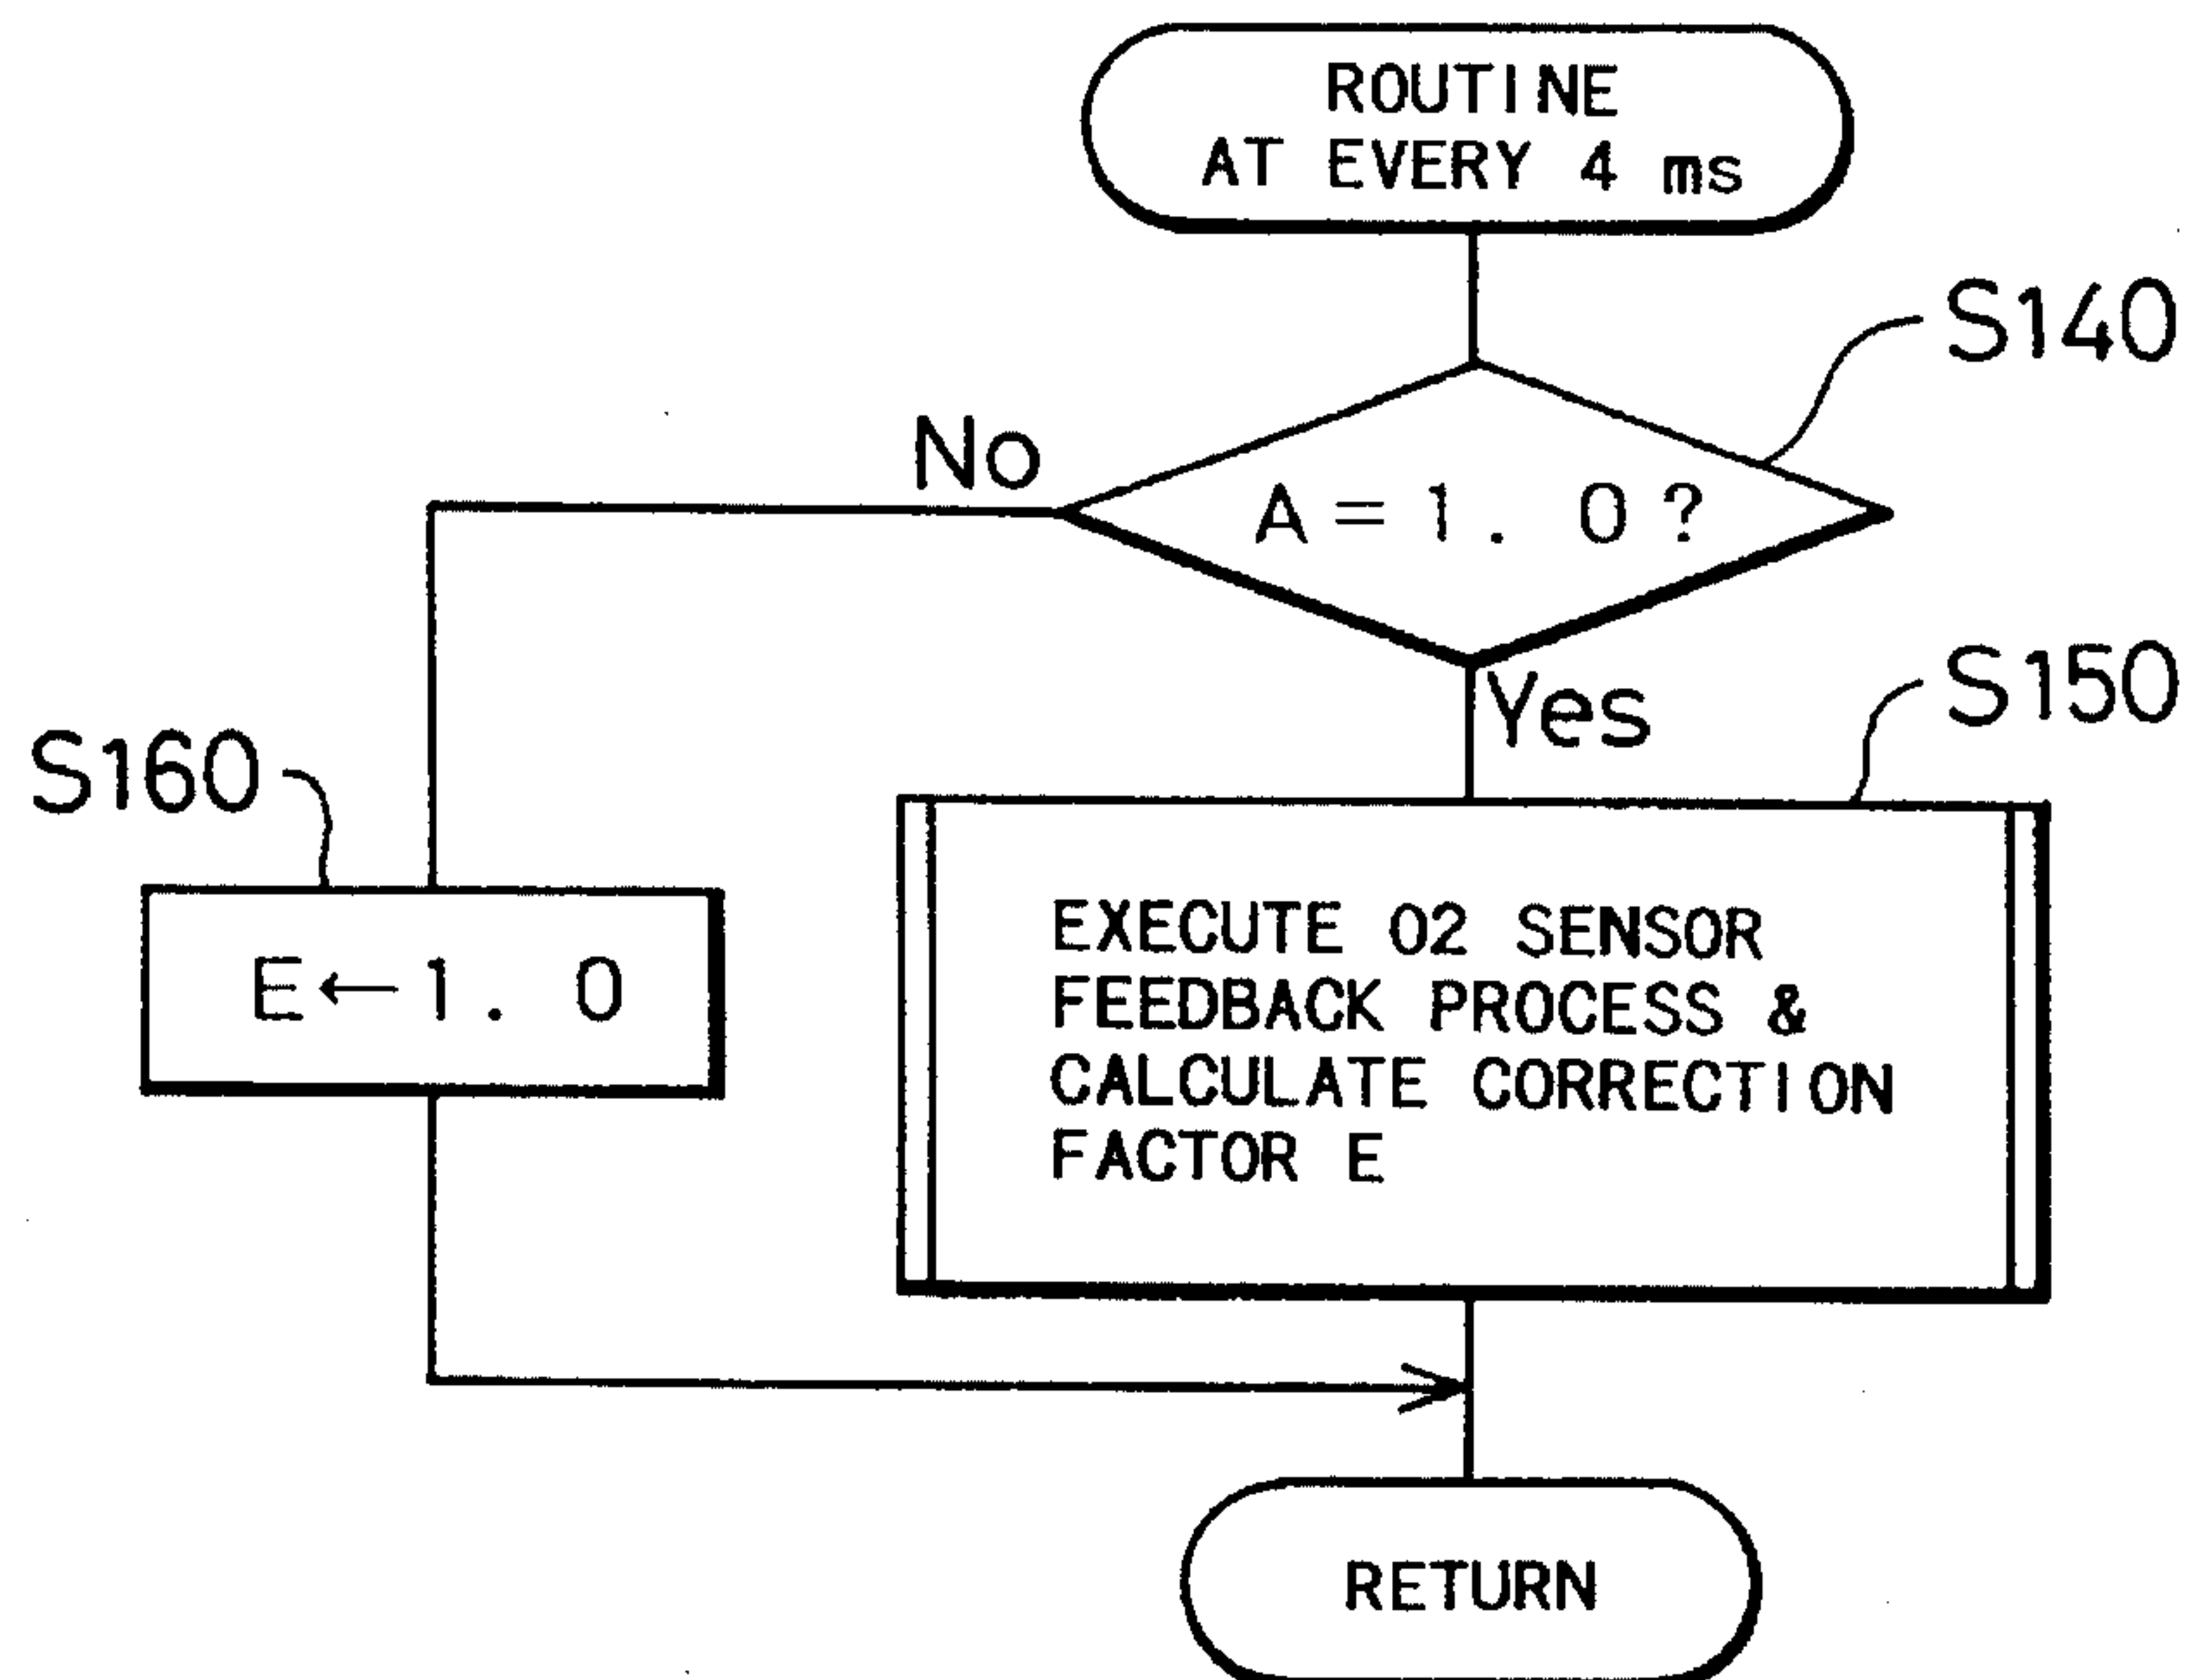 ROUTINE
AT EVERY 4 ms
S140
No
A=1.0?
Yes
S150
S160
E←1.0
EXECUTE O2 SENSOR
FEEDBACK PROCESS &
CALCULATE CORRECTION
FACTOR E
RETURN